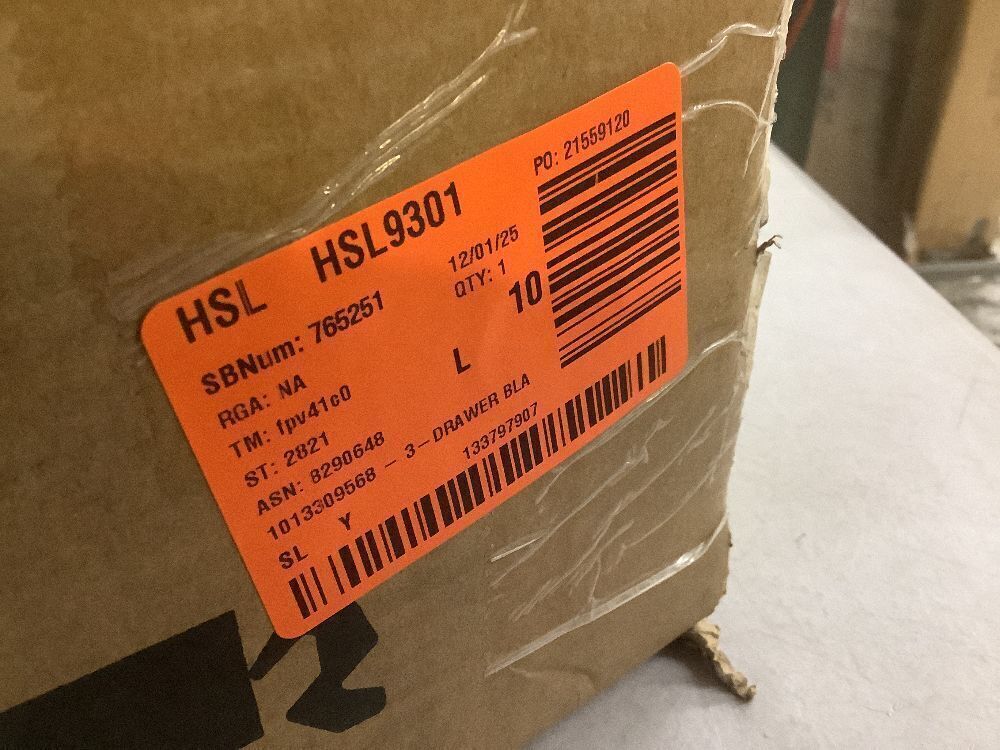 HSL HSL9301
PO: 21559120
SBNum: 765251
12/01/25
RGA: NA
QTY: 1
TM: fpv41c0
L
10
ST: 2821
ASN: 8290648
1013309568 - 3-DRAWER BLA
SL Y
133797907